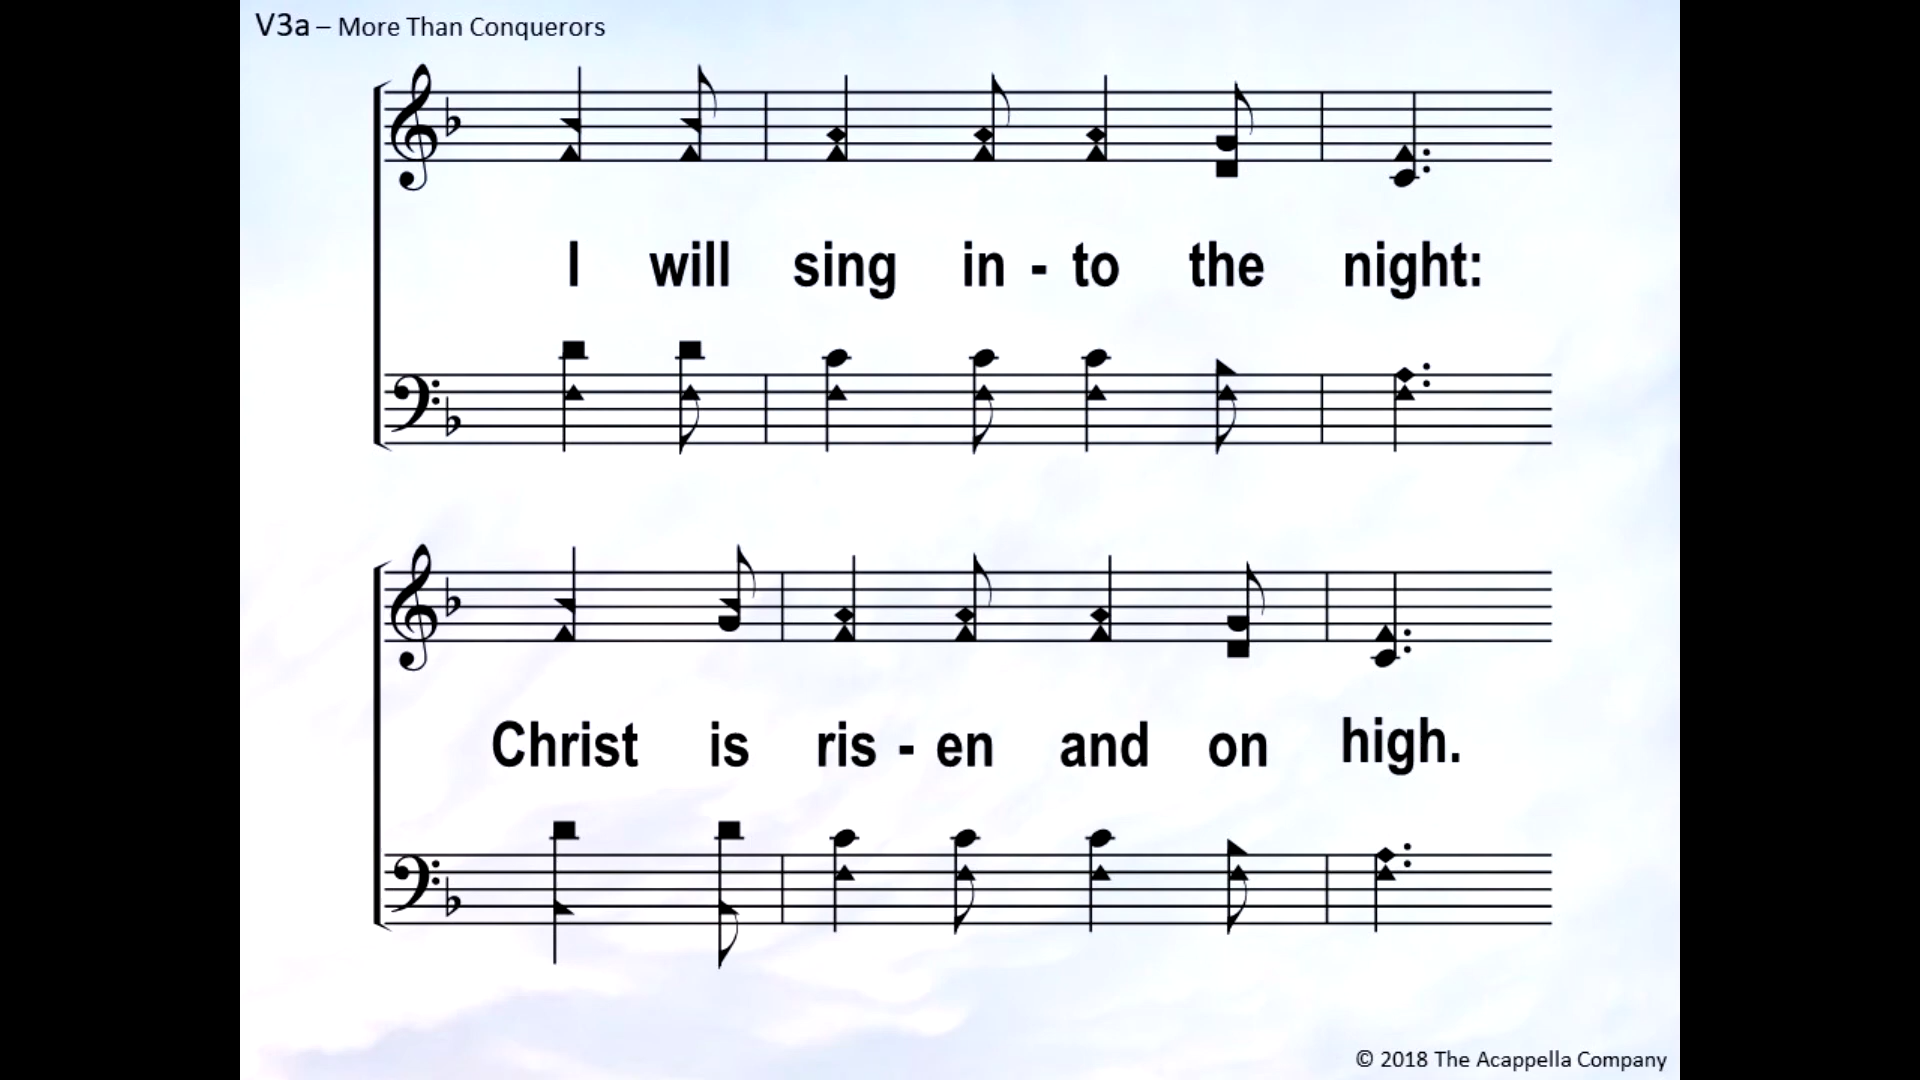 V3a – More Than Conquerors
I will sing in - to the night:
Christ is ris - en and on high.
© 2018 The Acappella Company